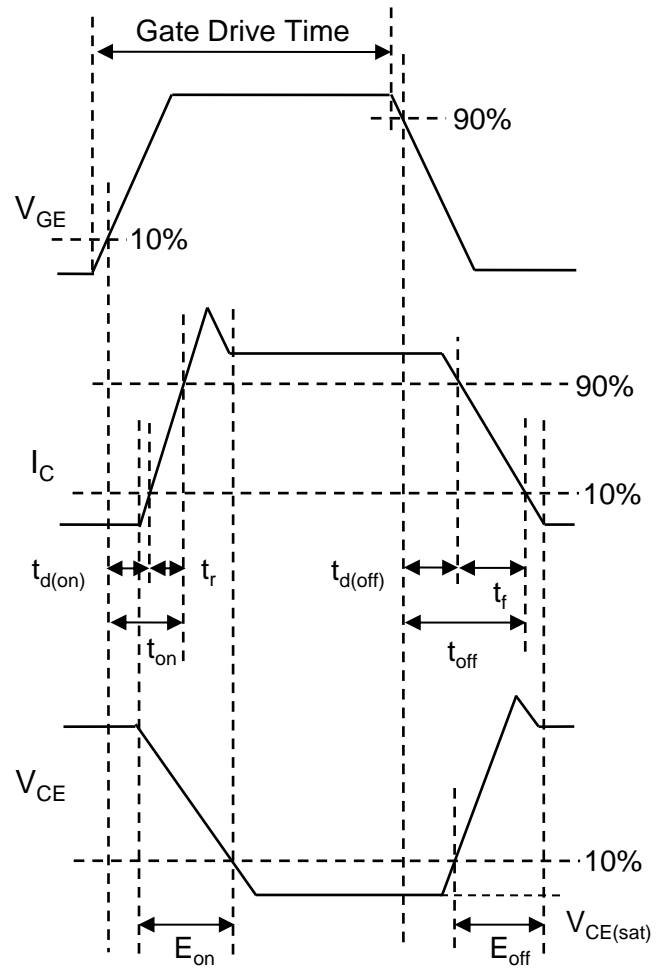 Gate Drive Time
90%
V_GE
10%
90%
I_C
10%
t_d(on)
t_r
t_d(off)
t_f
t_on
t_off
V_CE
10%
V_CE(sat)
E_on
E_off